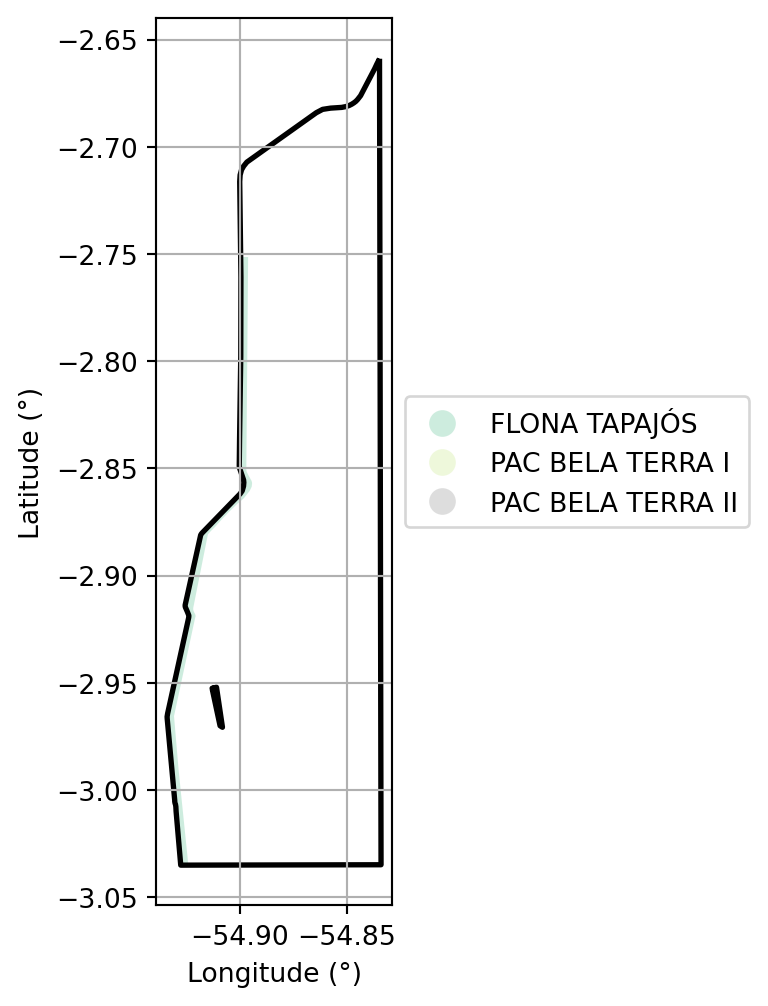 −2.65
−2.70
−2.75
−2.80
−2.85
−2.90
−2.95
−3.00
−3.05
Latitude (°)
−54.90 −54.85
Longitude (°)
FLONA TAPAJÓS
PAC BELA TERRA I
PAC BELA TERRA II